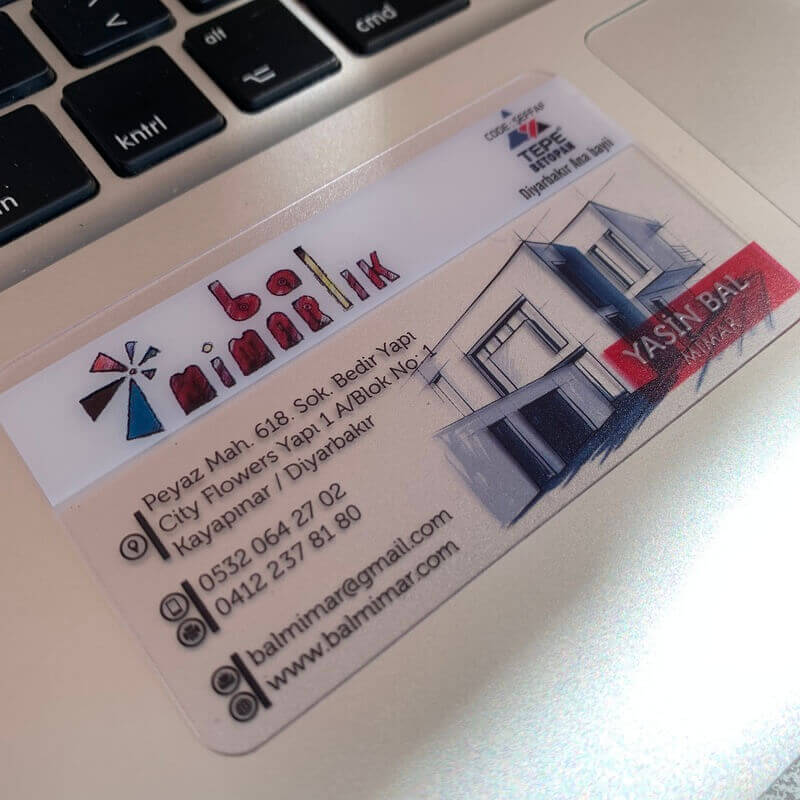 alt
cmd
kntrl
CODE: SEFFAF
TEPE
BETOPAN
Diyarbakır Ana bayii
bal
MiMARLIK
YASİN BAL
MİMAR
Peyaz Mah. 618. Sok. Bedir Yapı
City Flowers Yapı 1 A/Blok No: 1
Kayapınar / Diyarbakır
0532 064 27 02
0412 237 81 80
balmimar@gmail.com
www.balmimar.com